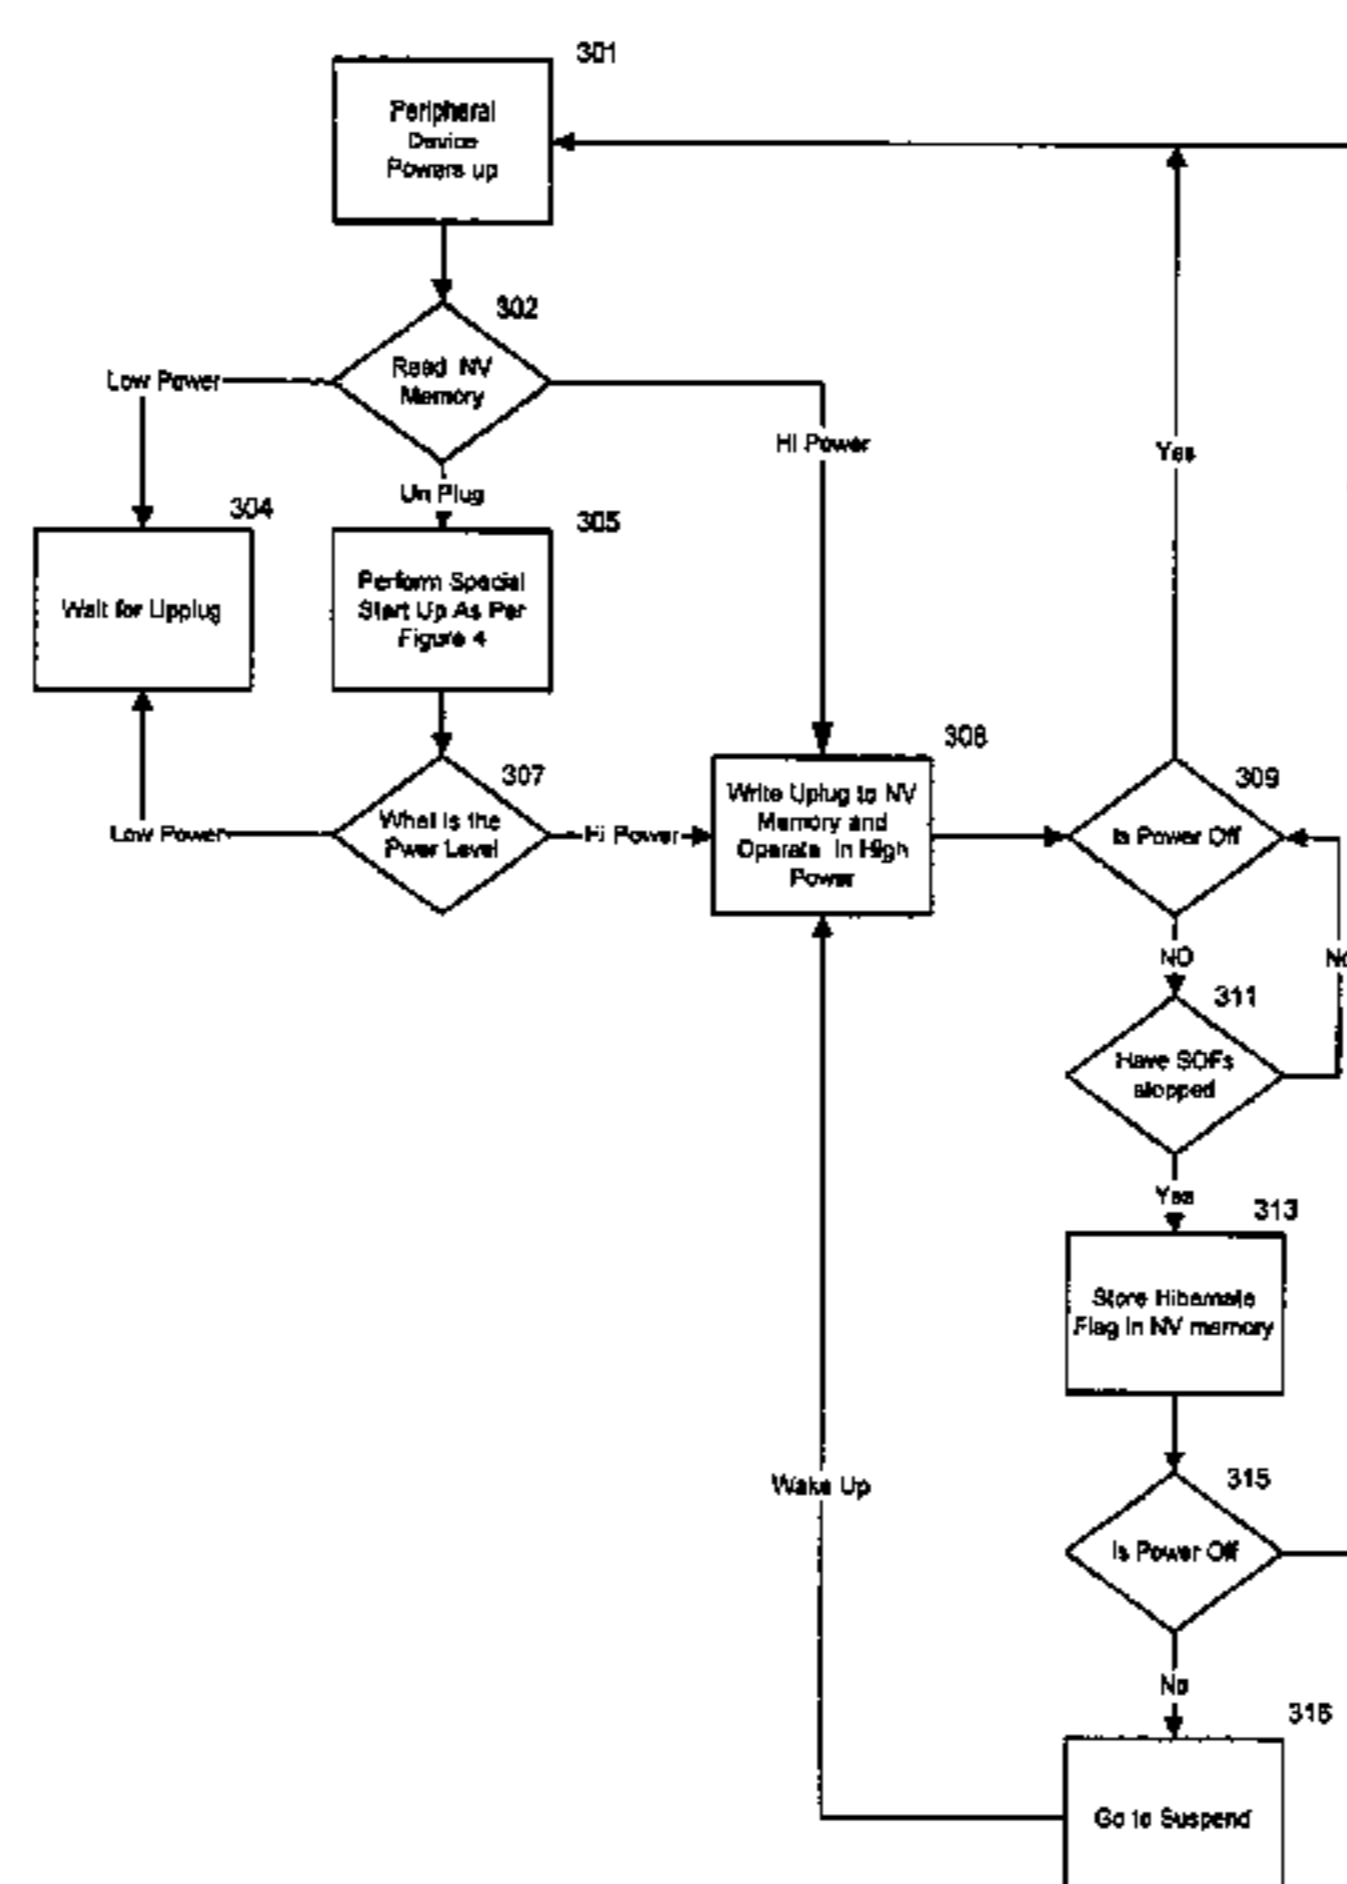 301
Peripheral
Device
Powers up
302
Read NV
Memory
Low Power
Hi Power
Un Plug
Yes
304
305
Wait for Upplug
Perform Special
Start Up As Per
Figure 4
307
What is the
Pwer Level
Low Power
Hi Power
308
Write Uplug to NV
Memory and
Operate in High
Power
309
Is Power Off
NO
No
311
Have SOFs
stopped
Yes
313
Store Hibernate
Flag in NV memory
315
Is Power Off
Wake Up
No
316
Go to Suspend